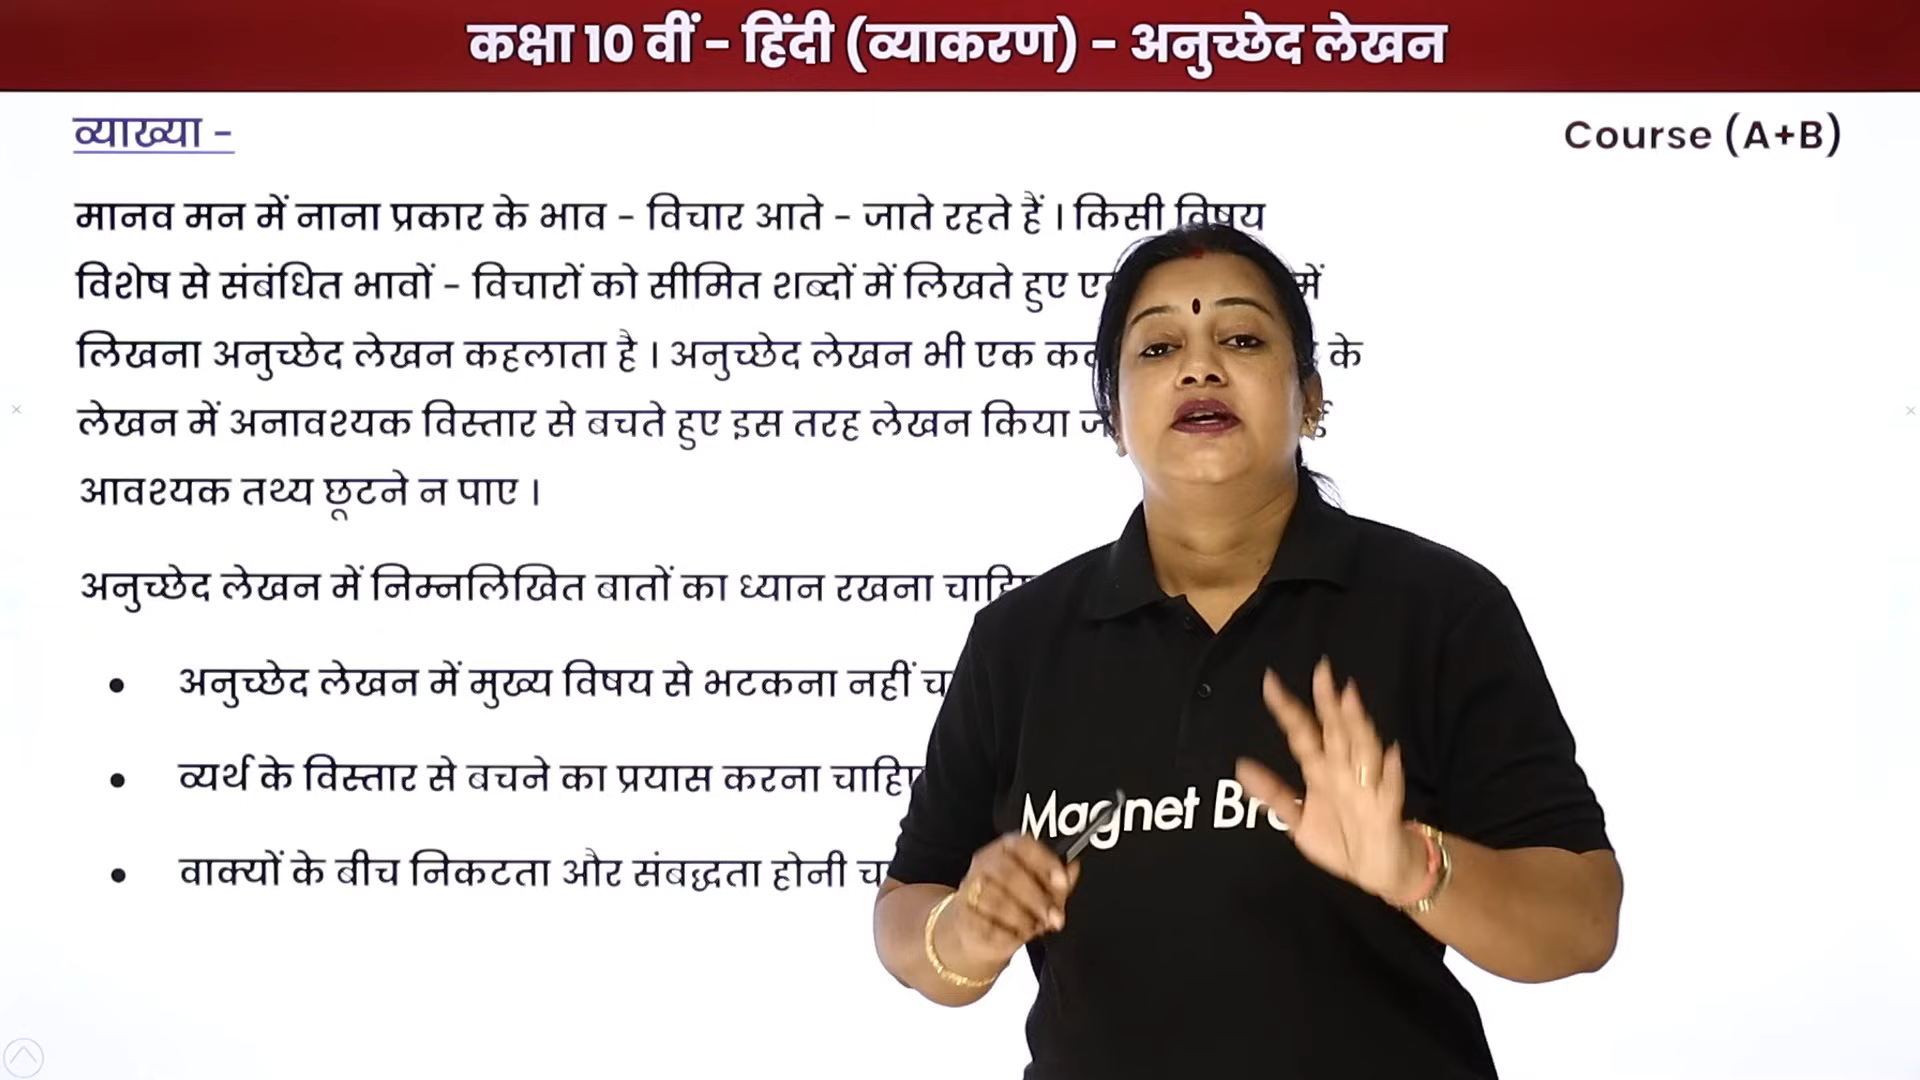 कक्षा 10 वीं - हिंदी (व्याकरण) - अनुच्छेद लेखन
व्याख्या -
Course (A+B)
मानव मन में नाना प्रकार के भाव - विचार आते - जाते रहते हैं । किसी विषय
विशेष से संबंधित भावों - विचारों को सीमित शब्दों में लिखते हुए में
लिखना अनुच्छेद लेखन कहलाता है । अनुच्छेद लेखन भी एक के
लेखन में अनावश्यक विस्तार से बचते हुए इस तरह लेखन किया
आवश्यक तथ्य छूटने न पाए ।
अनुच्छेद लेखन में निम्नलिखित बातों का ध्यान रखना
• अनुच्छेद लेखन में मुख्य विषय से भटकना नहीं
• व्यर्थ के विस्तार से बचने का प्रयास करना
• वाक्यों के बीच निकटता और संबद्धता होनी
Magnet